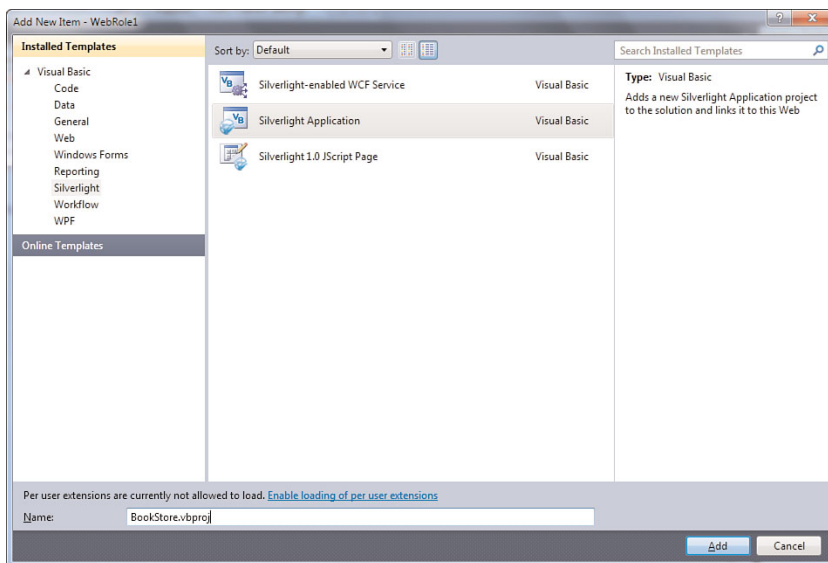 Add New Item - WebRole1
Installed Templates
Visual Basic
Code
Data
General
Web
Windows Forms
Reporting
Silverlight
Workflow
WPF
Online Templates
Sort by: Default
Search Installed Templates
Silverlight-enabled WCF Service Visual Basic
Silverlight Application Visual Basic
Silverlight 1.0 JScript Page Visual Basic
Type: Visual Basic
Adds a new Silverlight Application project
to the solution and links it to this Web
Per user extensions are currently not allowed to load. Enable loading of per user extensions
Name: BookStore.vbproj
Add Cancel